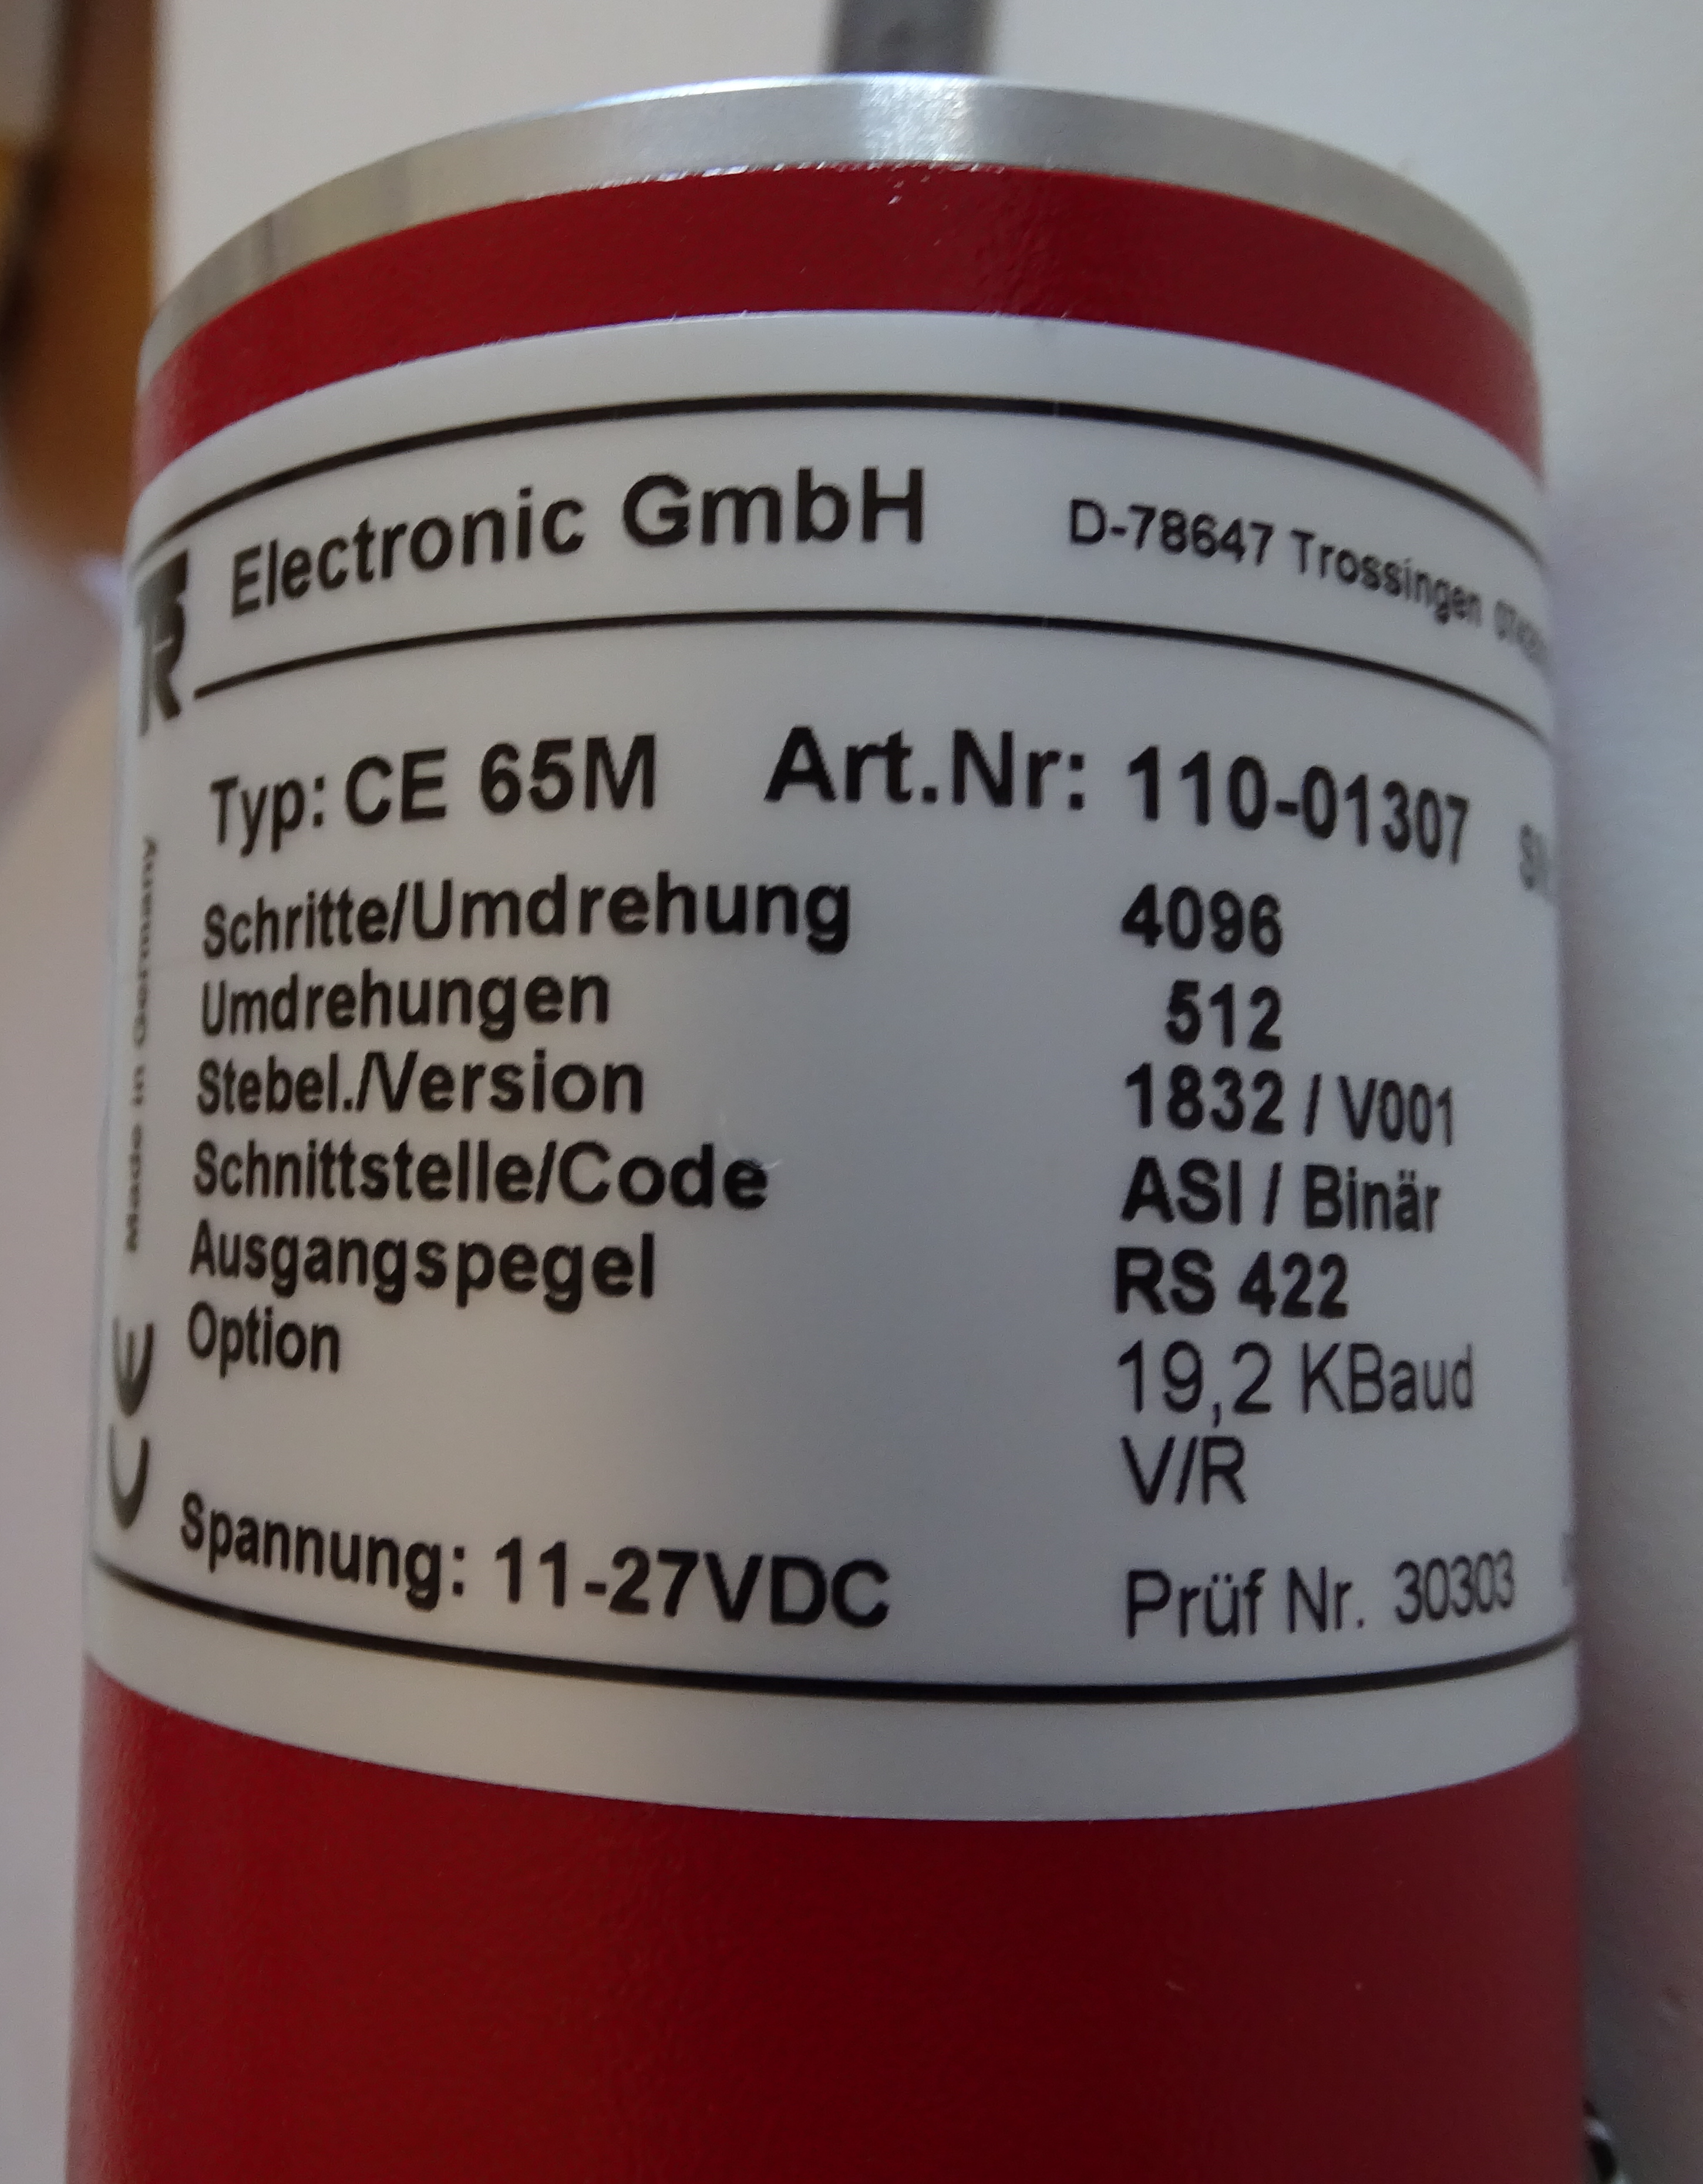 TR Electronic GmbH D-78647 Trossingen
Typ: CE 65M Art.Nr: 110-01307
Schritte/Umdrehung 4096
Umdrehungen 512
Stebel./Version 1832 / V001
Schnittstelle/Code ASI / Binär
Ausgangspegel RS 422
Option 19,2 KBaud
V/R
Spannung: 11-27VDC Prüf Nr. 30303
CE Made in Germany